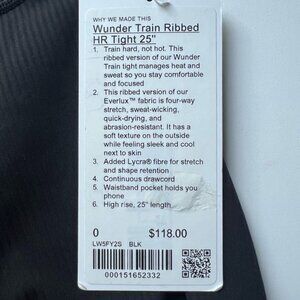 WHY WE MADE THIS
Wunder Train Ribbed
HR Tight 25"
1. Train hard, not hot. This
ribbed version of our Wunder
Train tight manages heat and
sweat so you stay comfortable
and focused
2. This ribbed version of our
Everlux™ fabric is four-way
stretch, sweat-wicking,
quick-drying, and
abrasion-resistant. It has a
soft texture on the outside
while feeling sleek and cool
next to skin
3. Added Lycra® fibre for stretch
and shape retention
4. Continuous drawcord
5. Waistband pocket holds you
phone
6. High rise, 25" length
0 $118.00
LW5FY2S BLK
000151652332